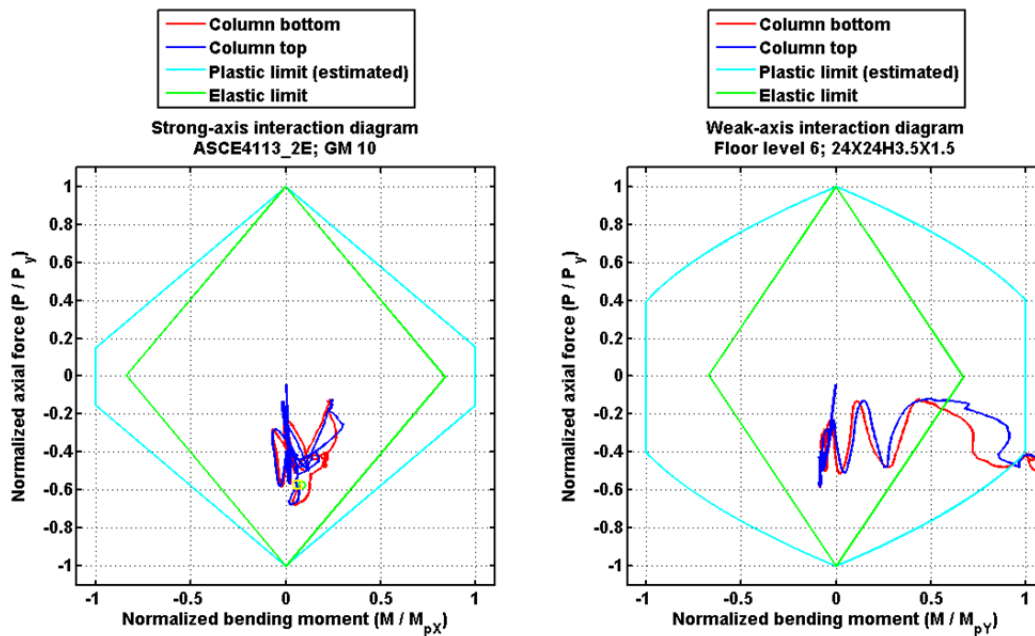 Column bottom
Column top
Plastic limit (estimated)
Elastic limit
Strong-axis interaction diagram
ASCE4113_2E; GM 10
1
0.8
0.6
0.4
0.2
0
-0.2
-0.4
-0.6
-0.8
-1
Normalized axial force (P / Py)
-1
-0.5
0
0.5
1
Normalized bending moment (M / MpX)
Column bottom
Column top
Plastic limit (estimated)
Elastic limit
Weak-axis interaction diagram
Floor level 6; 24X24H3.5X1.5
1
0.8
0.6
0.4
0.2
0
-0.2
-0.4
-0.6
-0.8
-1
Normalized axial force (P / Py)
-1
-0.5
0
0.5
1
Normalized bending moment (M / MpY)